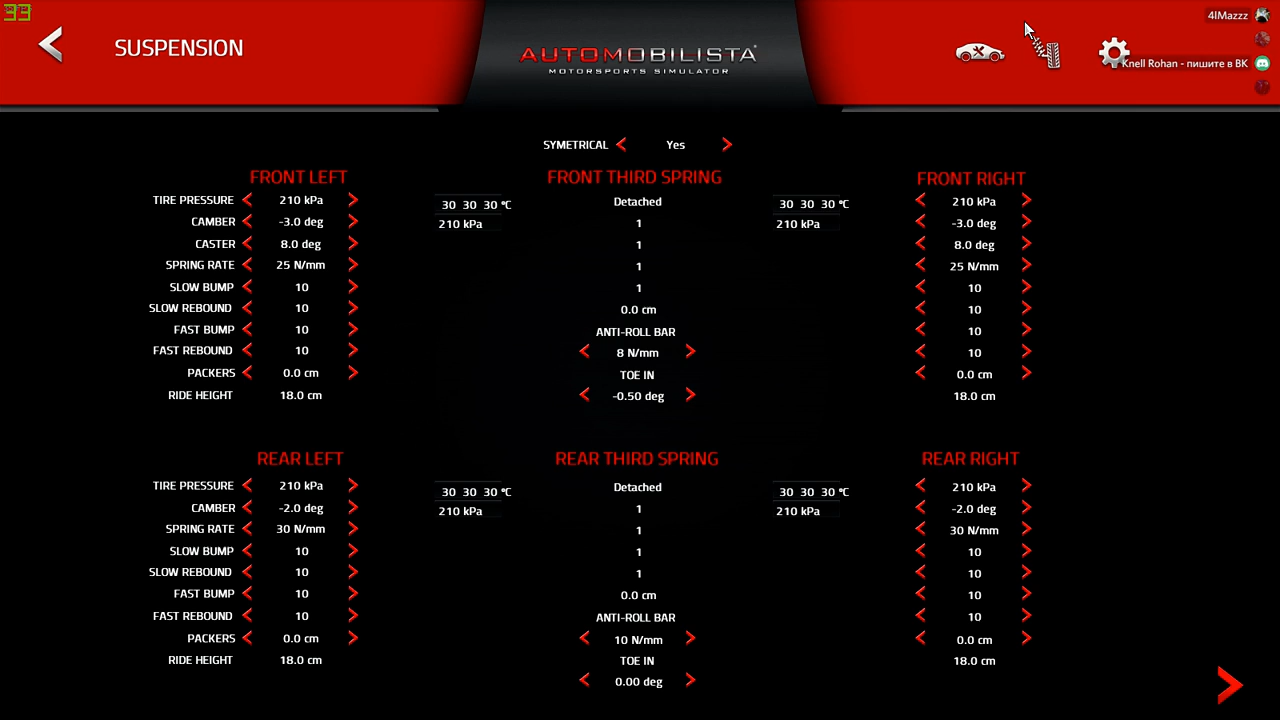 33
4IMazzz
SUSPENSION
AUTOMOBILISTA
MOTORSPORTS SIMULATOR
Knell Rohan - пишите в ВК
SYMETRICAL Yes
FRONT LEFT FRONT THIRD SPRING FRONT RIGHT
TIRE PRESSURE 210 kPa 30 30 30 ºC Detached 30 30 30 ºC 210 kPa
CAMBER -3.0 deg 210 kPa 1 210 kPa -3.0 deg
CASTER 8.0 deg 1 8.0 deg
SPRING RATE 25 N/mm 1 25 N/mm
SLOW BUMP 10 1 10
SLOW REBOUND 10 0.0 cm 10
FAST BUMP 10 ANTI-ROLL BAR 10
FAST REBOUND 10 8 N/mm 10
PACKERS 0.0 cm TOE IN 0.0 cm
RIDE HEIGHT 18.0 cm -0.50 deg 18.0 cm
REAR LEFT REAR THIRD SPRING REAR RIGHT
TIRE PRESSURE 210 kPa 30 30 30 ºC Detached 30 30 30 ºC 210 kPa
CAMBER -2.0 deg 210 kPa 1 210 kPa -2.0 deg
SPRING RATE 30 N/mm 1 30 N/mm
SLOW BUMP 10 1 10
SLOW REBOUND 10 1 10
FAST BUMP 10 0.0 cm 10
FAST REBOUND 10 ANTI-ROLL BAR 10
PACKERS 0.0 cm 10 N/mm 0.0 cm
RIDE HEIGHT 18.0 cm TOE IN 18.0 cm
0.00 deg